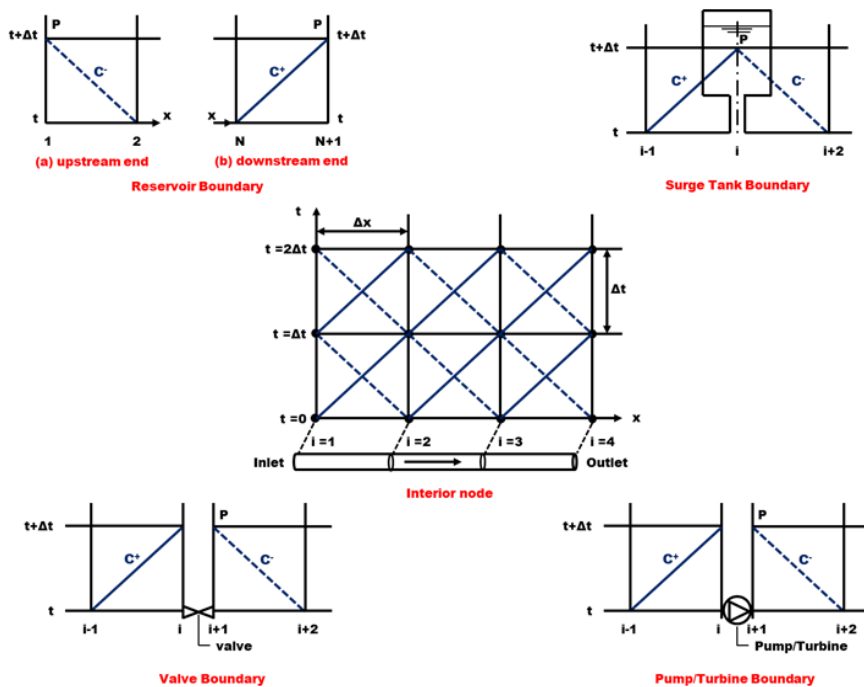 P
t+Δt
C-
t
x
1
2
(a) upstream end
P
t+Δt
C+
t
x
N
N+1
(b) downstream end
Reservoir Boundary
P
t+Δt
C+
C-
t
i-1
i
i+2
Surge Tank Boundary
t
Δx
t =2Δt
Δt
t =Δt
t =0
x
i =1
i =2
i =3
i =4
Inlet
Outlet
Interior node
P
t+Δt
C+
C-
t
i-1
i
i+1
i+2
valve
Valve Boundary
P
t+Δt
C+
C-
t
i-1
i
i+1
i+2
Pump/Turbine
Pump/Turbine Boundary